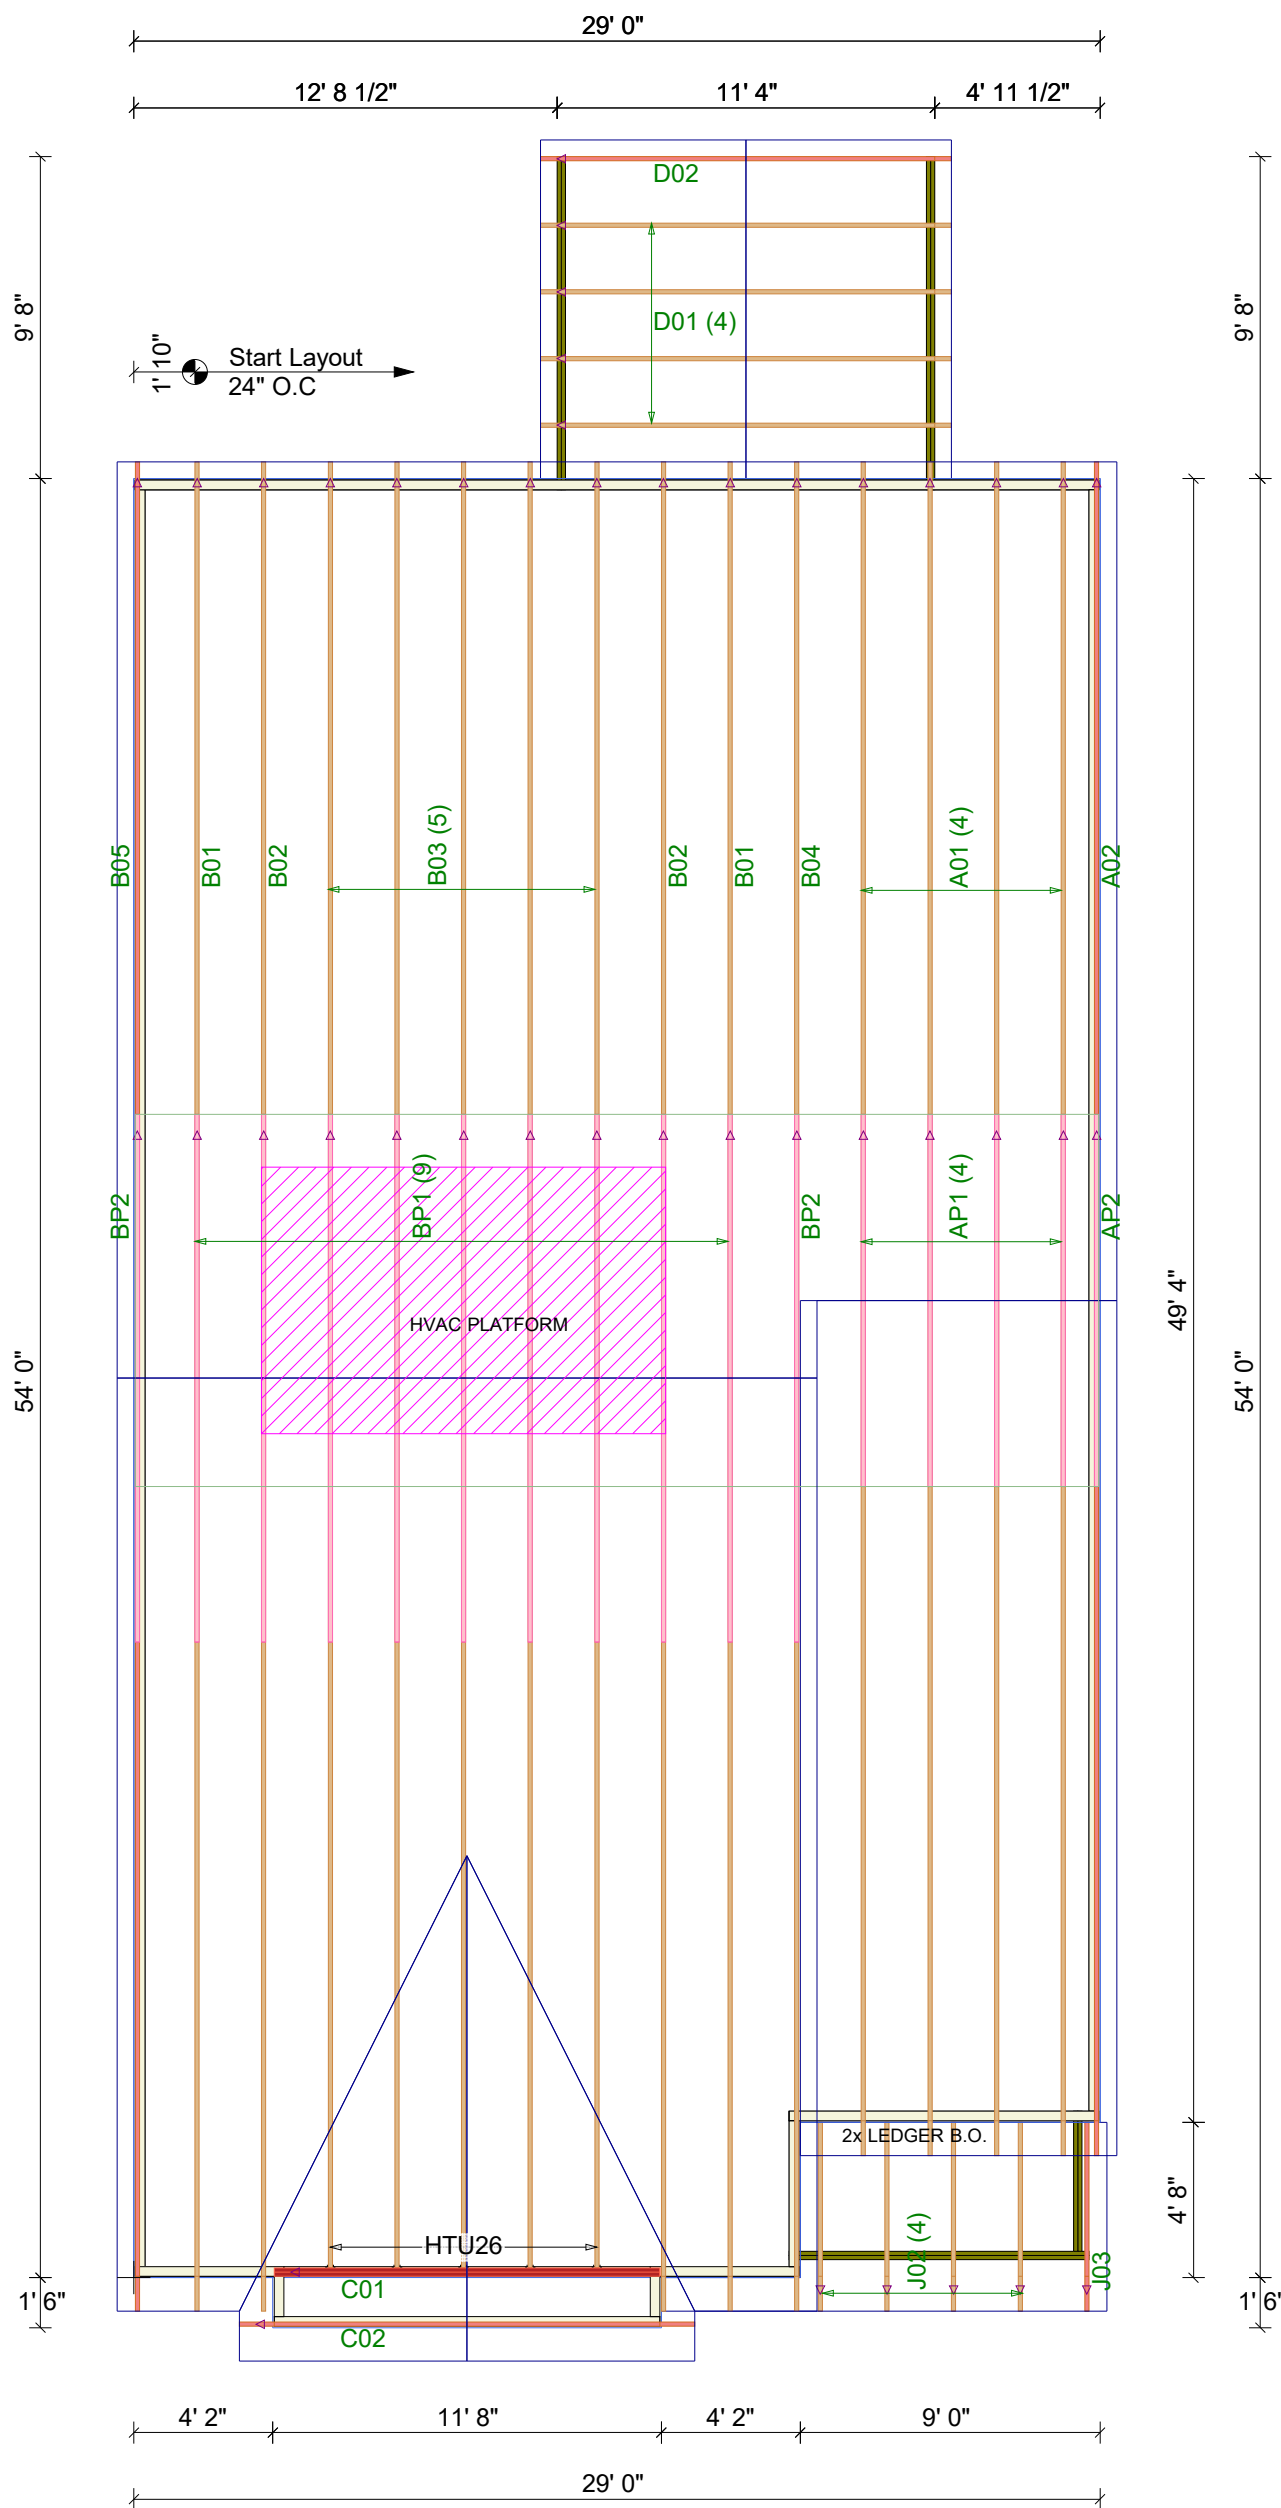 29' 0"
12' 8 1/2"
11' 4"
4' 11 1/2"
D02
9' 8"
9' 8"
D01 (4)
1' 10"
Start Layout
24" O.C
B05
B01
B02
B03 (5)
B02
B01
B04
A01 (4)
A02
BP2
BP1 (9)
BP2
AP1 (4)
AP2
HVAC PLATFORM
49' 4"
54' 0"
54' 0"
2x LEDGER B.O.
4' 8"
HTU26
J02 (4)
J03
C01
1' 6"
1' 6"
C02
4' 2"
11' 8"
4' 2"
9' 0"
29' 0"